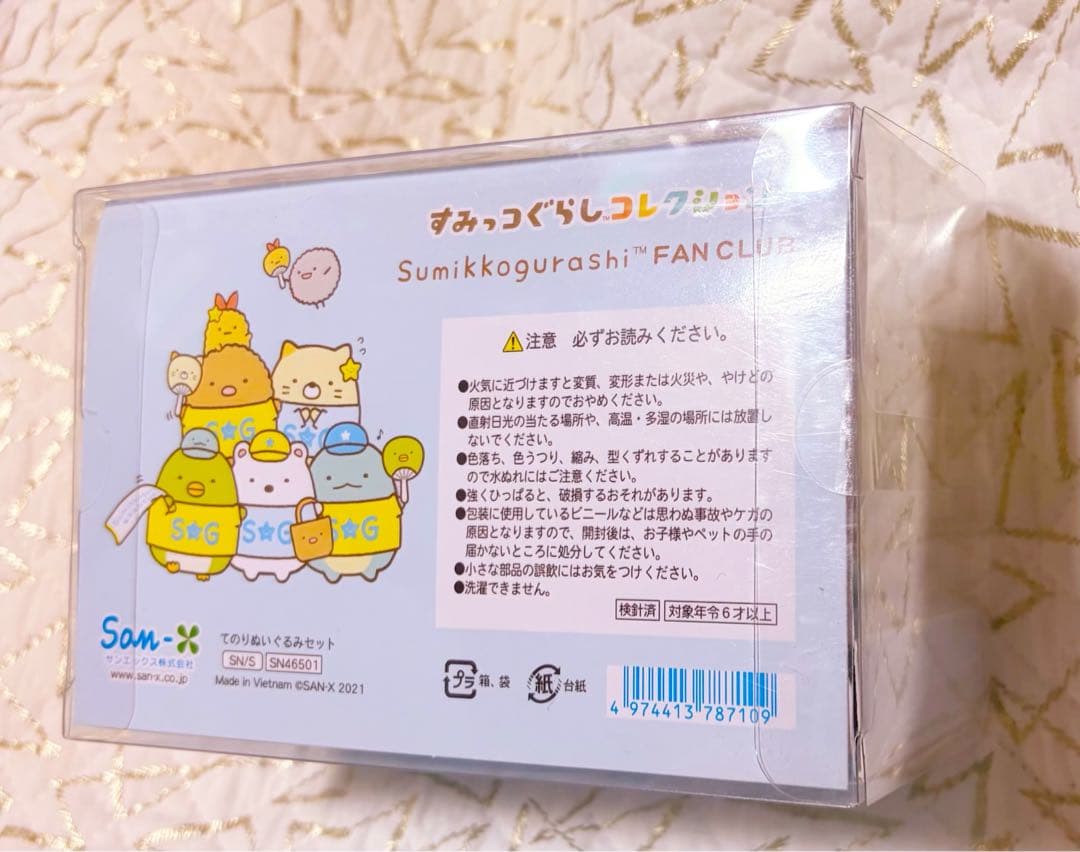 すみっコぐらし™コレクション
Sumikkogurashi™ FAN CLUB
注意 必ずお読みください。
●火気に近づけますと変質、変形または火災や、やけどの
原因となりますのでおやめください。
●直射日光の当たる場所や、高温・多湿の場所には放置し
ないでください。
●色落ち、色うつり、縮み、型くずれすることがあります
ので水ぬれにはご注意ください。
●強くひっぱると、破損するおそれがあります。
●包装に使用しているビニールなどは思わぬ事故やケガの
原因となりますので、開封後は、お子様やペットの手の
届かないところに処分してください。
●小さな部品の誤飲にはお気をつけください。
●洗濯できません。
検針済 対象年令6才以上
S★G
S★G
S★G
S★G
S★G
San-X
サンエックス株式会社
www.san-x.co.jp
てのりぬいぐるみセット
SN/S SN46501
Made in Vietnam ©SAN-X 2021
プラ 箱、袋
紙 台紙
4 974413 787109